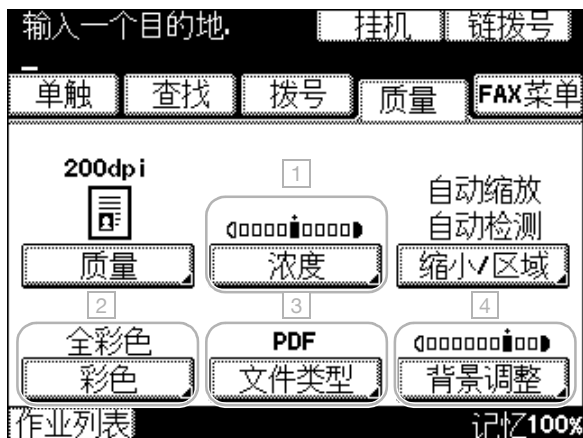 输入一个目的地.
挂机 链拨号
单触 查找 拨号 质量 FAX菜单
200dpi
1
自动缩放
自动检测
质量 浓度 缩小/区域
2 3 4
全彩色 PDF
彩色 文件类型 背景调整
作业列表 记忆100%